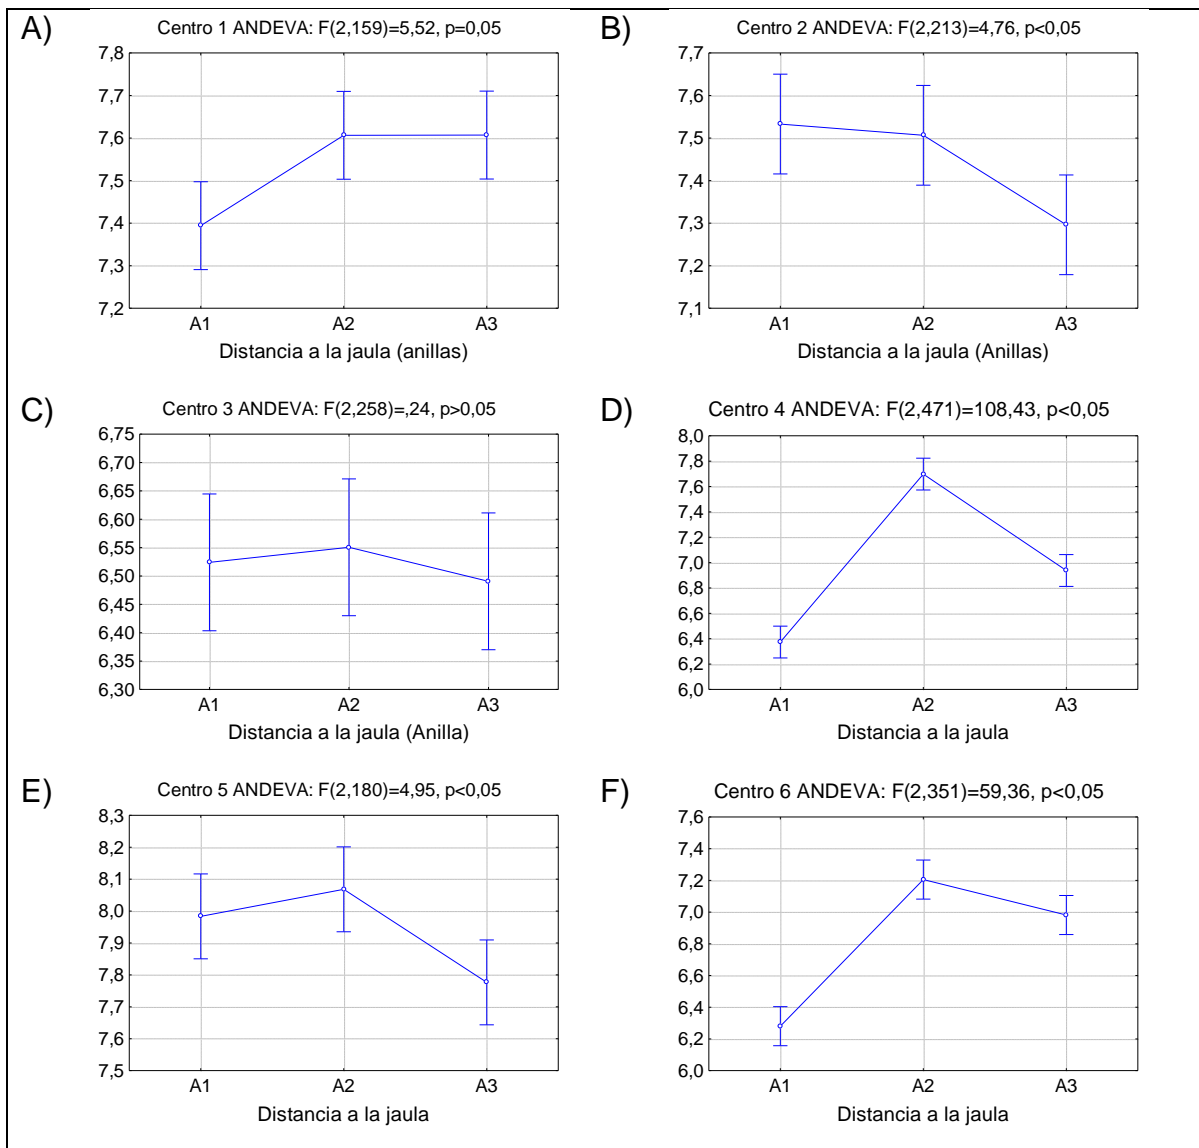 A)
Centro 1 ANDEVA: F(2,159)=5,52, p=0,05
7,8
7,7
7,6
7,5
7,4
7,3
7,2
A1 A2 A3
Distancia a la jaula (anillas)
B)
Centro 2 ANDEVA: F(2,213)=4,76, p<0,05
7,7
7,6
7,5
7,4
7,3
7,2
7,1
A1 A2 A3
Distancia a la jaula (Anillas)
C)
Centro 3 ANDEVA: F(2,258)=,24, p>0,05
6,75
6,70
6,65
6,60
6,55
6,50
6,45
6,40
6,35
6,30
A1 A2 A3
Distancia a la jaula (Anilla)
D)
Centro 4 ANDEVA: F(2,471)=108,43, p<0,05
8,0
7,8
7,6
7,4
7,2
7,0
6,8
6,6
6,4
6,2
6,0
A1 A2 A3
Distancia a la jaula
E)
Centro 5 ANDEVA: F(2,180)=4,95, p<0,05
8,3
8,2
8,1
8,0
7,9
7,8
7,7
7,6
7,5
A1 A2 A3
Distancia a la jaula
F)
Centro 6 ANDEVA: F(2,351)=59,36, p<0,05
7,6
7,4
7,2
7,0
6,8
6,6
6,4
6,2
6,0
A1 A2 A3
Distancia a la jaula